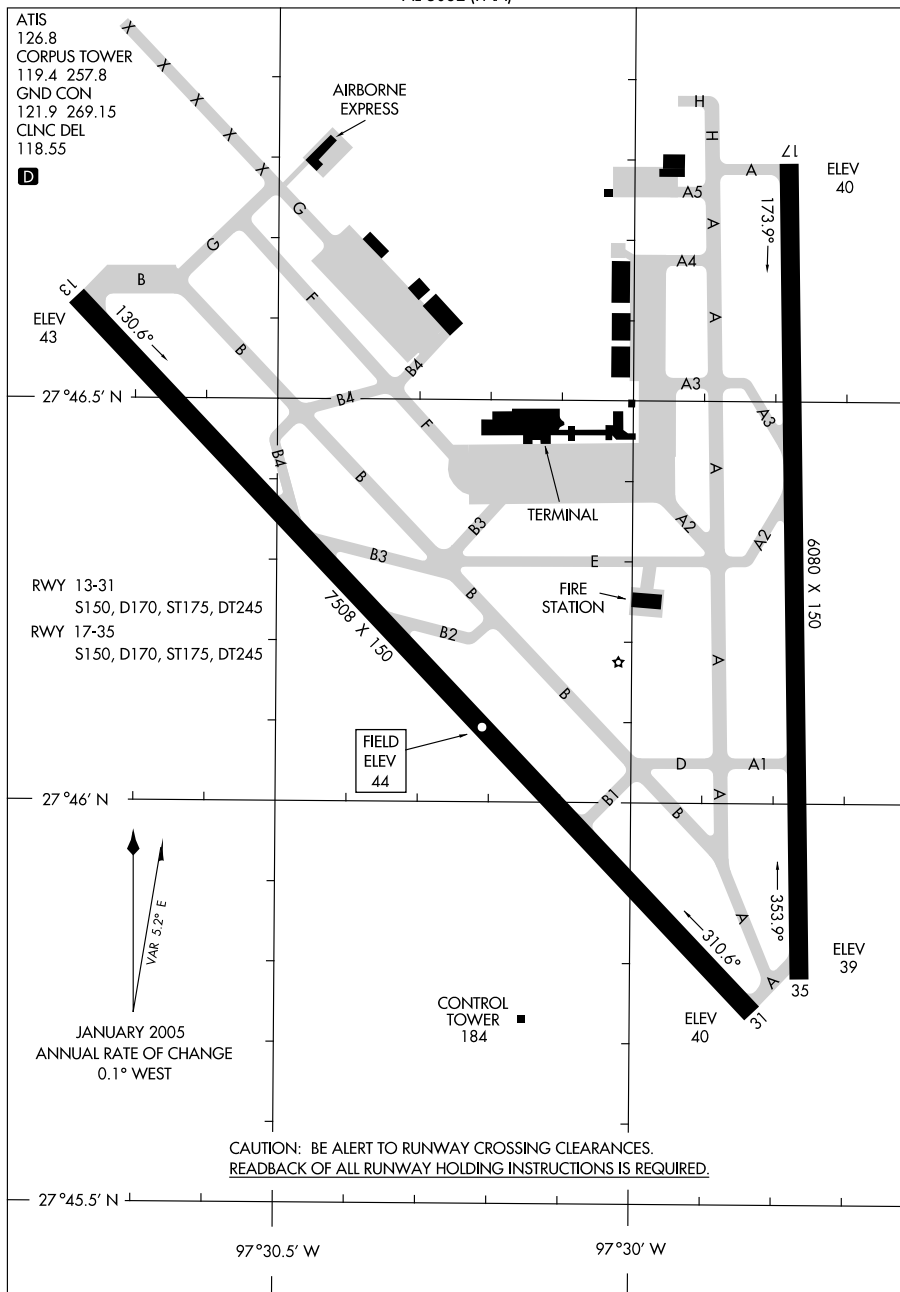 ATIS
126.8
CORPUS TOWER
119.4 257.8
GND CON
121.9 269.15
CLNC DEL
118.55
D
X
X
X
X
X
AIRBORNE
EXPRESS
H
H
17
A
ELEV
40
A5
A
173.9°
G
G
A4
B
F
A
13
ELEV
43
130.6°
B
B4
A3
27°46.5' N
B4
F
A3
B4
B
A
TERMINAL
A2
A2
B3
B3
E
6080 X 150
RWY 13-31
S150, D170, ST175, DT245
RWY 17-35
S150, D170, ST175, DT245
7508 X 150
B
FIRE
STATION
B2
A
B
FIELD
ELEV
44
D
A1
27°46' N
B1
A
B
VAR 5.2° E
353.9°
A
310.6°
ELEV
39
A
35
31
ELEV
40
CONTROL
TOWER
184
JANUARY 2005
ANNUAL RATE OF CHANGE
0.1° WEST
CAUTION: BE ALERT TO RUNWAY CROSSING CLEARANCES.
READBACK OF ALL RUNWAY HOLDING INSTRUCTIONS IS REQUIRED.
27°45.5' N
97°30.5' W
97°30' W